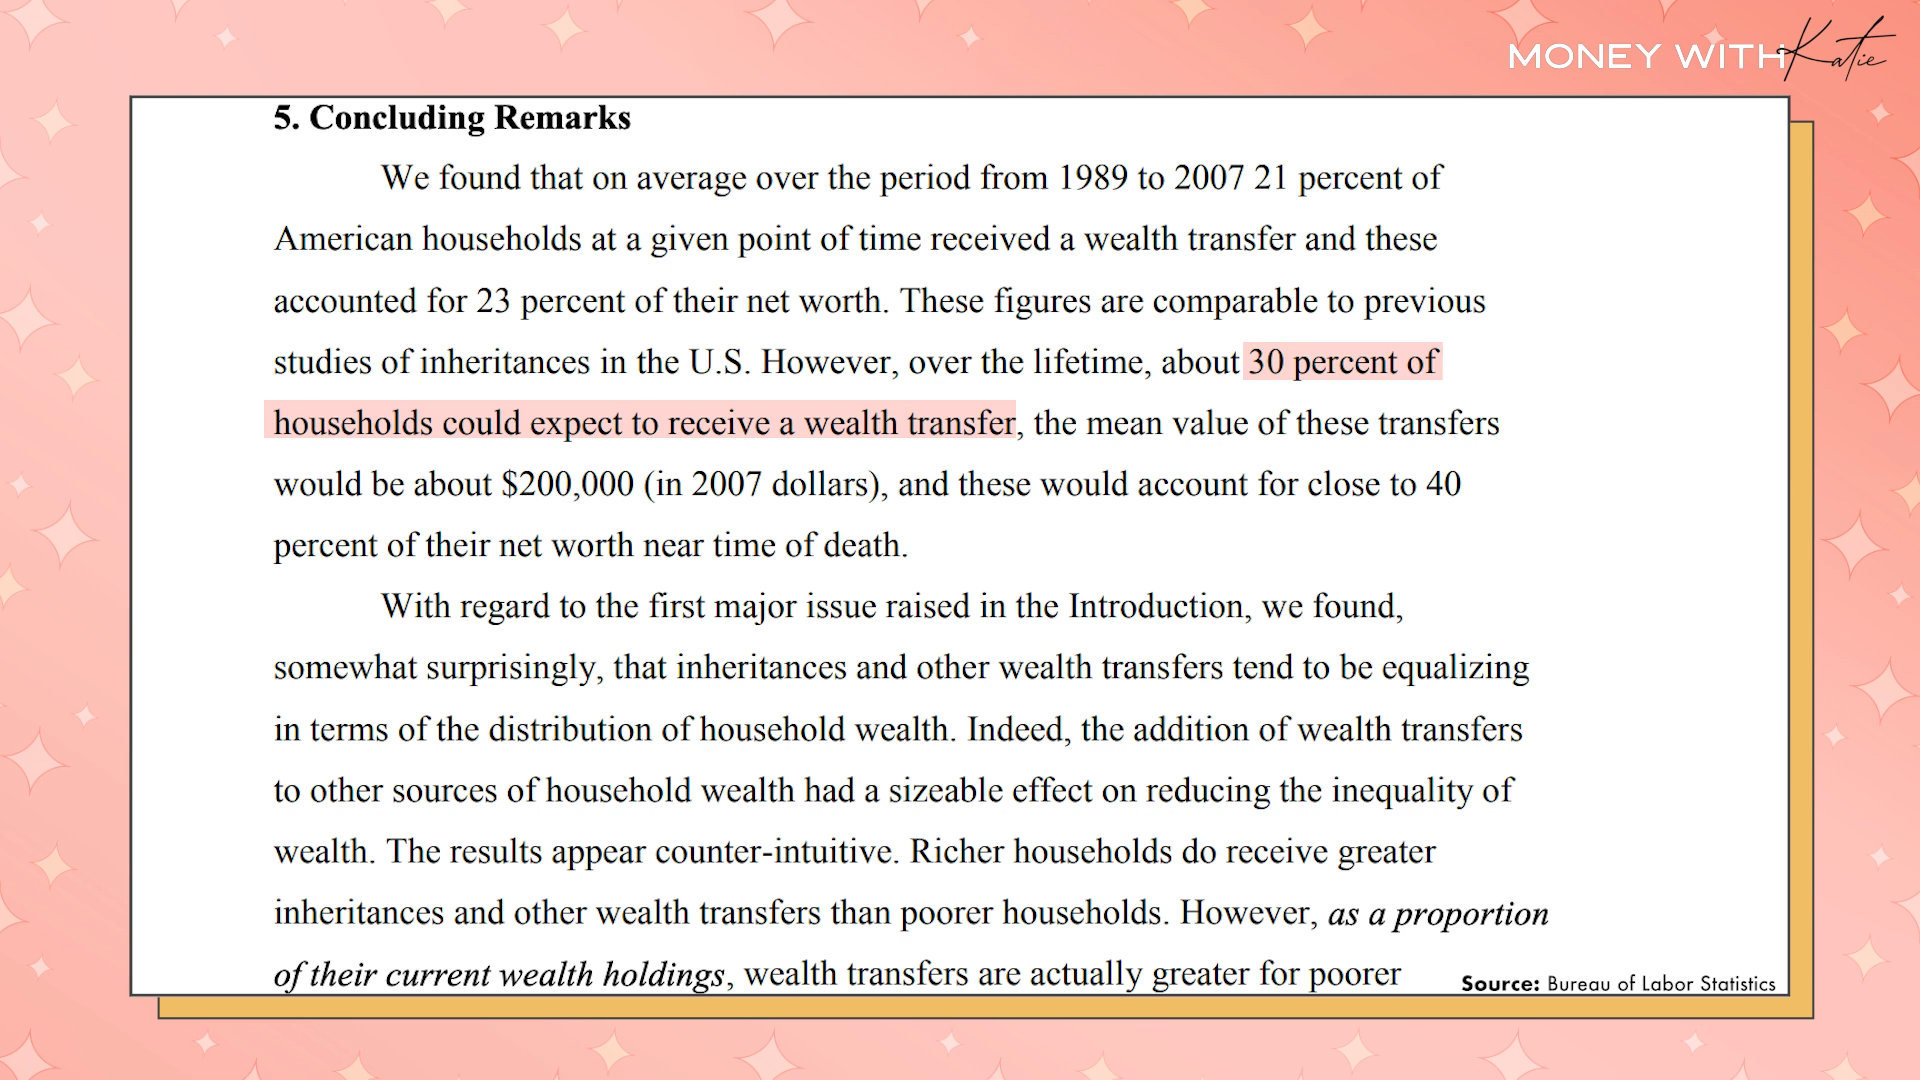 MONEY WITH Katie
5. Concluding Remarks
We found that on average over the period from 1989 to 2007 21 percent of
American households at a given point of time received a wealth transfer and these
accounted for 23 percent of their net worth. These figures are comparable to previous
studies of inheritances in the U.S. However, over the lifetime, about 30 percent of
households could expect to receive a wealth transfer, the mean value of these transfers
would be about $200,000 (in 2007 dollars), and these would account for close to 40
percent of their net worth near time of death.
With regard to the first major issue raised in the Introduction, we found,
somewhat surprisingly, that inheritances and other wealth transfers tend to be equalizing
in terms of the distribution of household wealth. Indeed, the addition of wealth transfers
to other sources of household wealth had a sizeable effect on reducing the inequality of
wealth. The results appear counter-intuitive. Richer households do receive greater
inheritances and other wealth transfers than poorer households. However, as a proportion
of their current wealth holdings, wealth transfers are actually greater for poorer
Source: Bureau of Labor Statistics